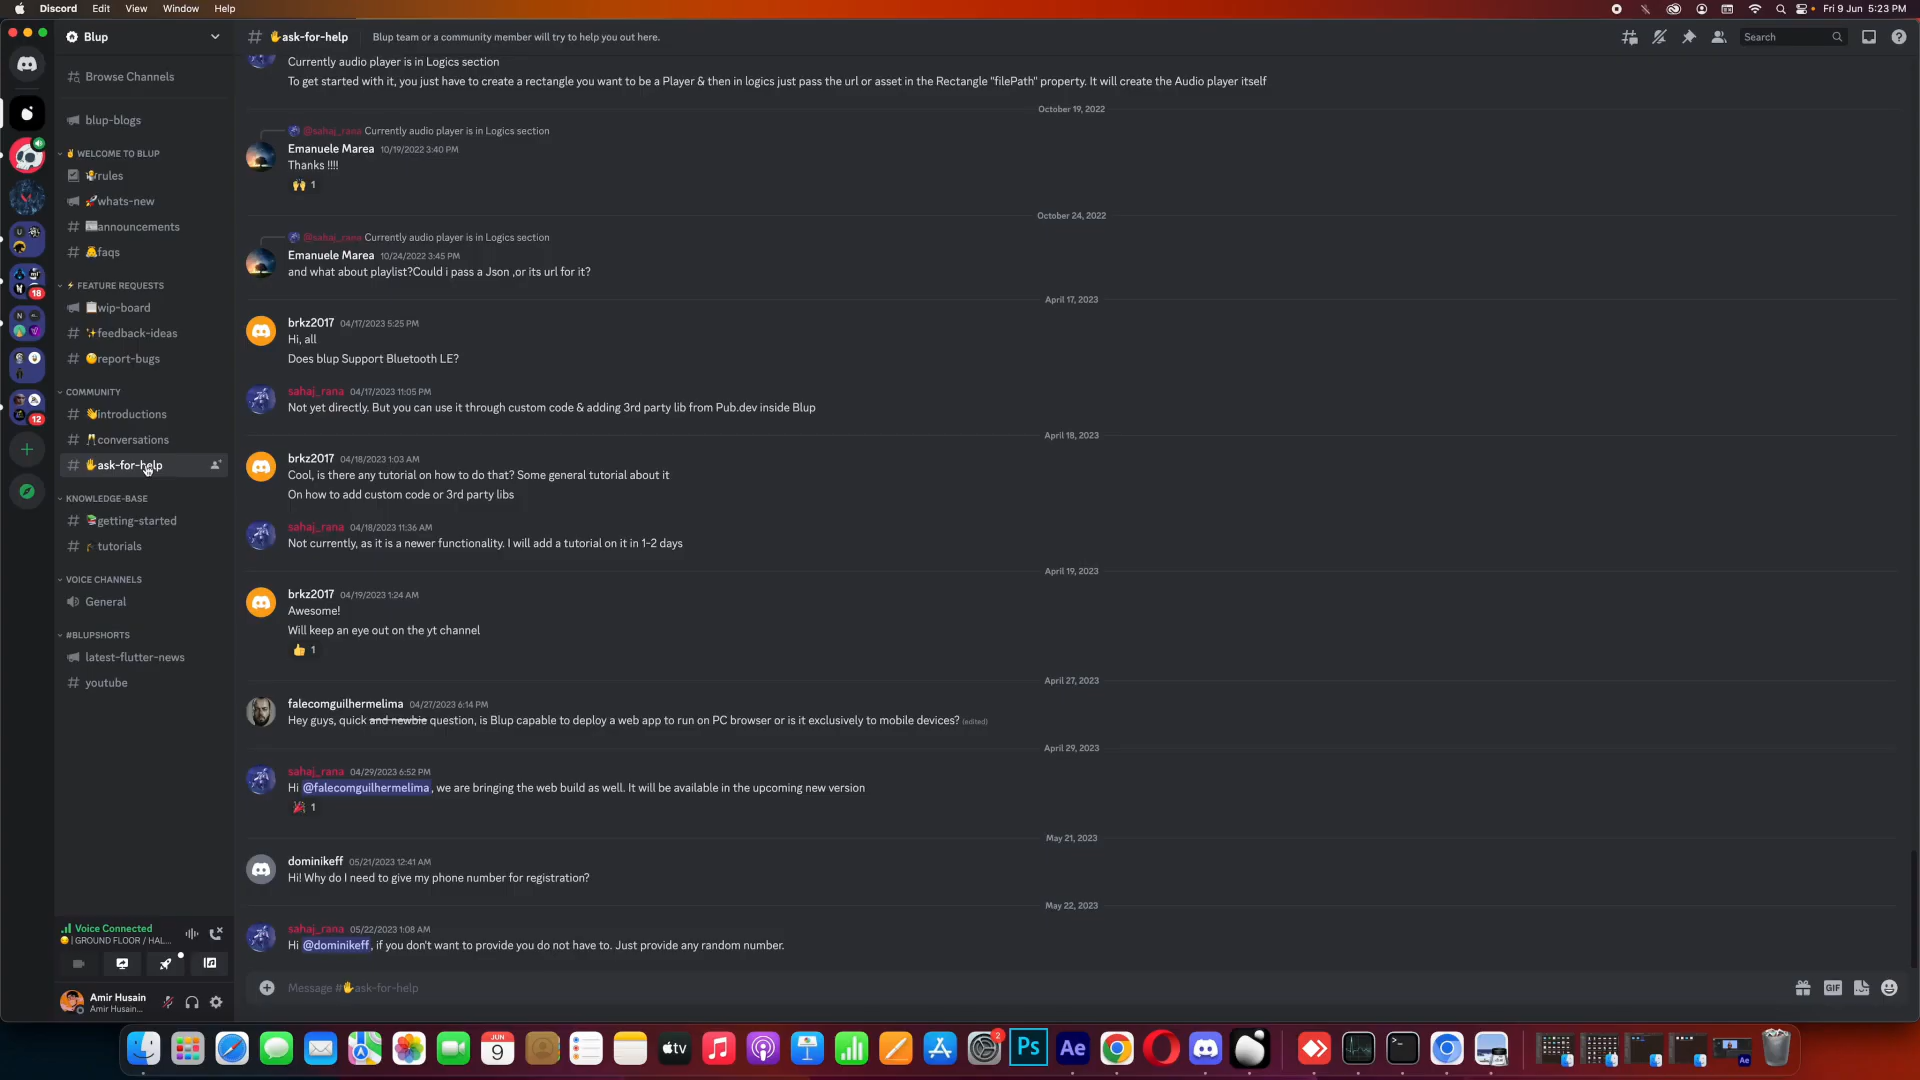 Discord Edit View Window Help
Fri 9 Jun 5:23 PM
Blup
Browse Channels
blup-blogs
✌ WELCOME TO BLUP
rules
🚀whats-new
📰announcements
🙇faqs
⚡ FEATURE REQUESTS
📋wip-board
✨feedback-ideas
🤔report-bugs
COMMUNITY
👋introductions
🥂conversations
✋ask-for-help
KNOWLEDGE-BASE
📚getting-started
🎓tutorials
VOICE CHANNELS
General
#BLUPSHORTS
latest-flutter-news
youtube
Voice Connected
| GROUND FLOOR / HAL...
Amir Husain
Amir Husain...
18
12
# ✋ask-for-help
Blup team or a community member will try to help you out here.
Search
Currently audio player is in Logics section
To get started with it, you just have to create a rectangle you want to be a Player & then in logics just pass the url or asset in the Rectangle "filePath" property. It will create the Audio player itself
October 19, 2022
@sahaj_rana Currently audio player is in Logics section
Emanuele Marea 10/19/2022 3:40 PM
Thanks !!!!
🙌 1
October 24, 2022
@sahaj_rana Currently audio player is in Logics section
Emanuele Marea 10/24/2022 3:45 PM
and what about playlist?Could i pass a Json ,or its url for it?
April 17, 2023
brkz2017 04/17/2023 5:25 PM
Hi, all
Does blup Support Bluetooth LE?
sahaj_rana 04/17/2023 11:05 PM
Not yet directly. But you can use it through custom code & adding 3rd party lib from Pub.dev inside Blup
April 18, 2023
brkz2017 04/18/2023 1:03 AM
Cool, is there any tutorial on how to do that? Some general tutorial about it
On how to add custom code or 3rd party libs
sahaj_rana 04/18/2023 11:36 AM
Not currently, as it is a newer functionality. I will add a tutorial on it in 1-2 days
April 19, 2023
brkz2017 04/19/2023 1:24 AM
Awesome!
Will keep an eye out on the yt channel
👍 1
April 27, 2023
falecomguilhermelima 04/27/2023 6:14 PM
Hey guys, quick and newbie question, is Blup capable to deploy a web app to run on PC browser or is it exclusively to mobile devices? (edited)
April 29, 2023
sahaj_rana 04/29/2023 6:52 PM
Hi @falecomguilhermelima, we are bringing the web build as well. It will be available in the upcoming new version
🎉 1
May 21, 2023
dominikeff 05/21/2023 12:41 AM
Hi! Why do I need to give my phone number for registration?
May 22, 2023
sahaj_rana 05/22/2023 1:08 AM
Hi @dominikeff, if you don't want to provide you do not have to. Just provide any random number.
Message #✋ask-for-help
GIF
JUN
9
tv
2
Ps
Ae
Ae